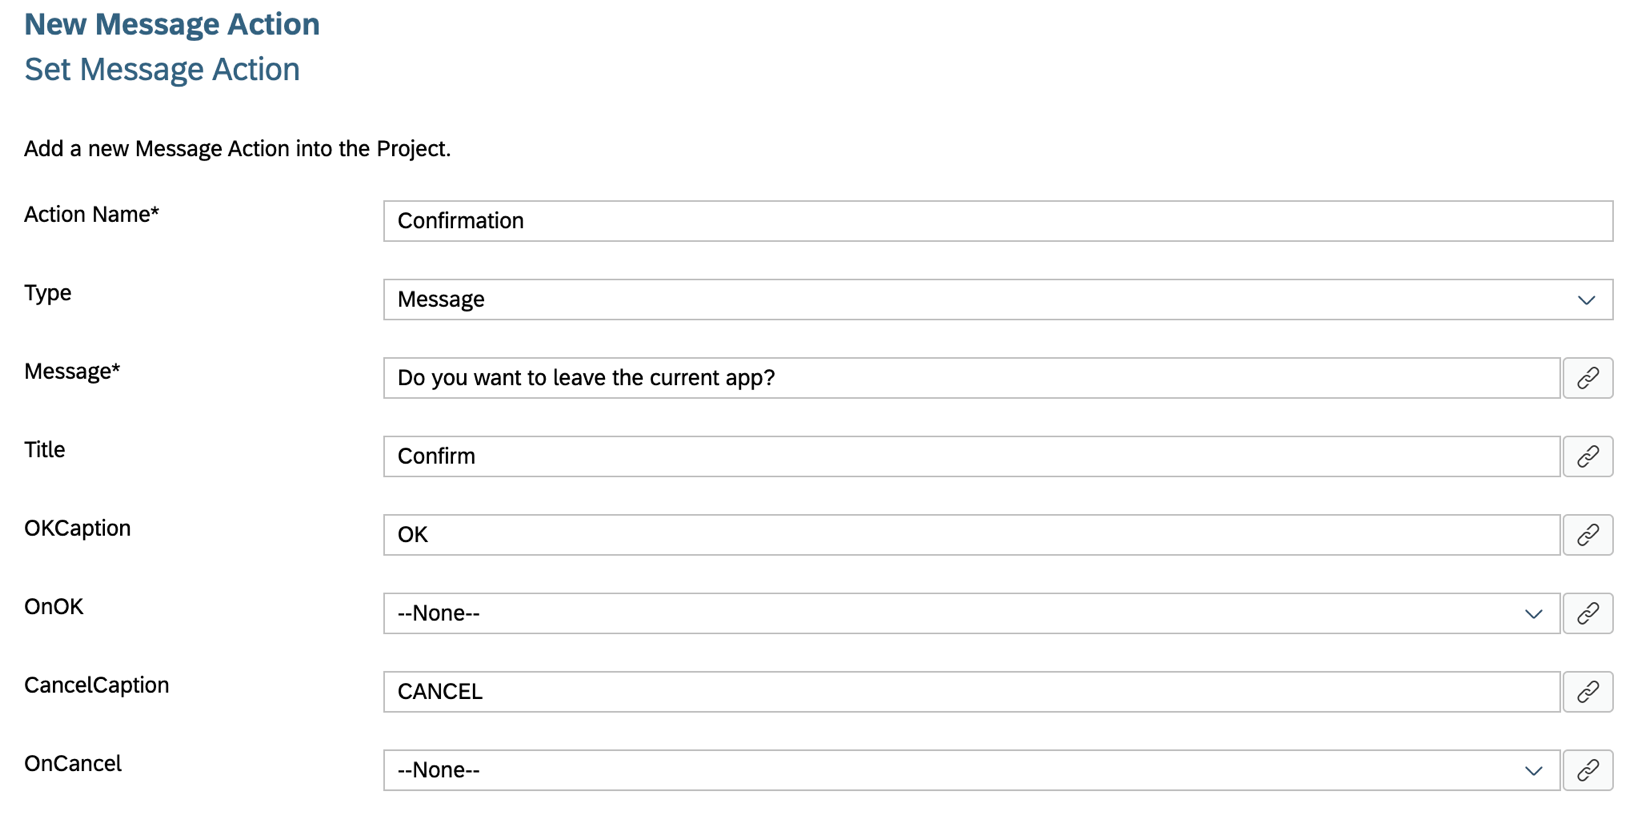 New Message Action
Set Message Action
Add a new Message Action into the Project.
Action Name* Confirmation
Type Message
Message* Do you want to leave the current app?
Title Confirm
OKCaption OK
OnOK --None--
CancelCaption CANCEL
OnCancel --None--